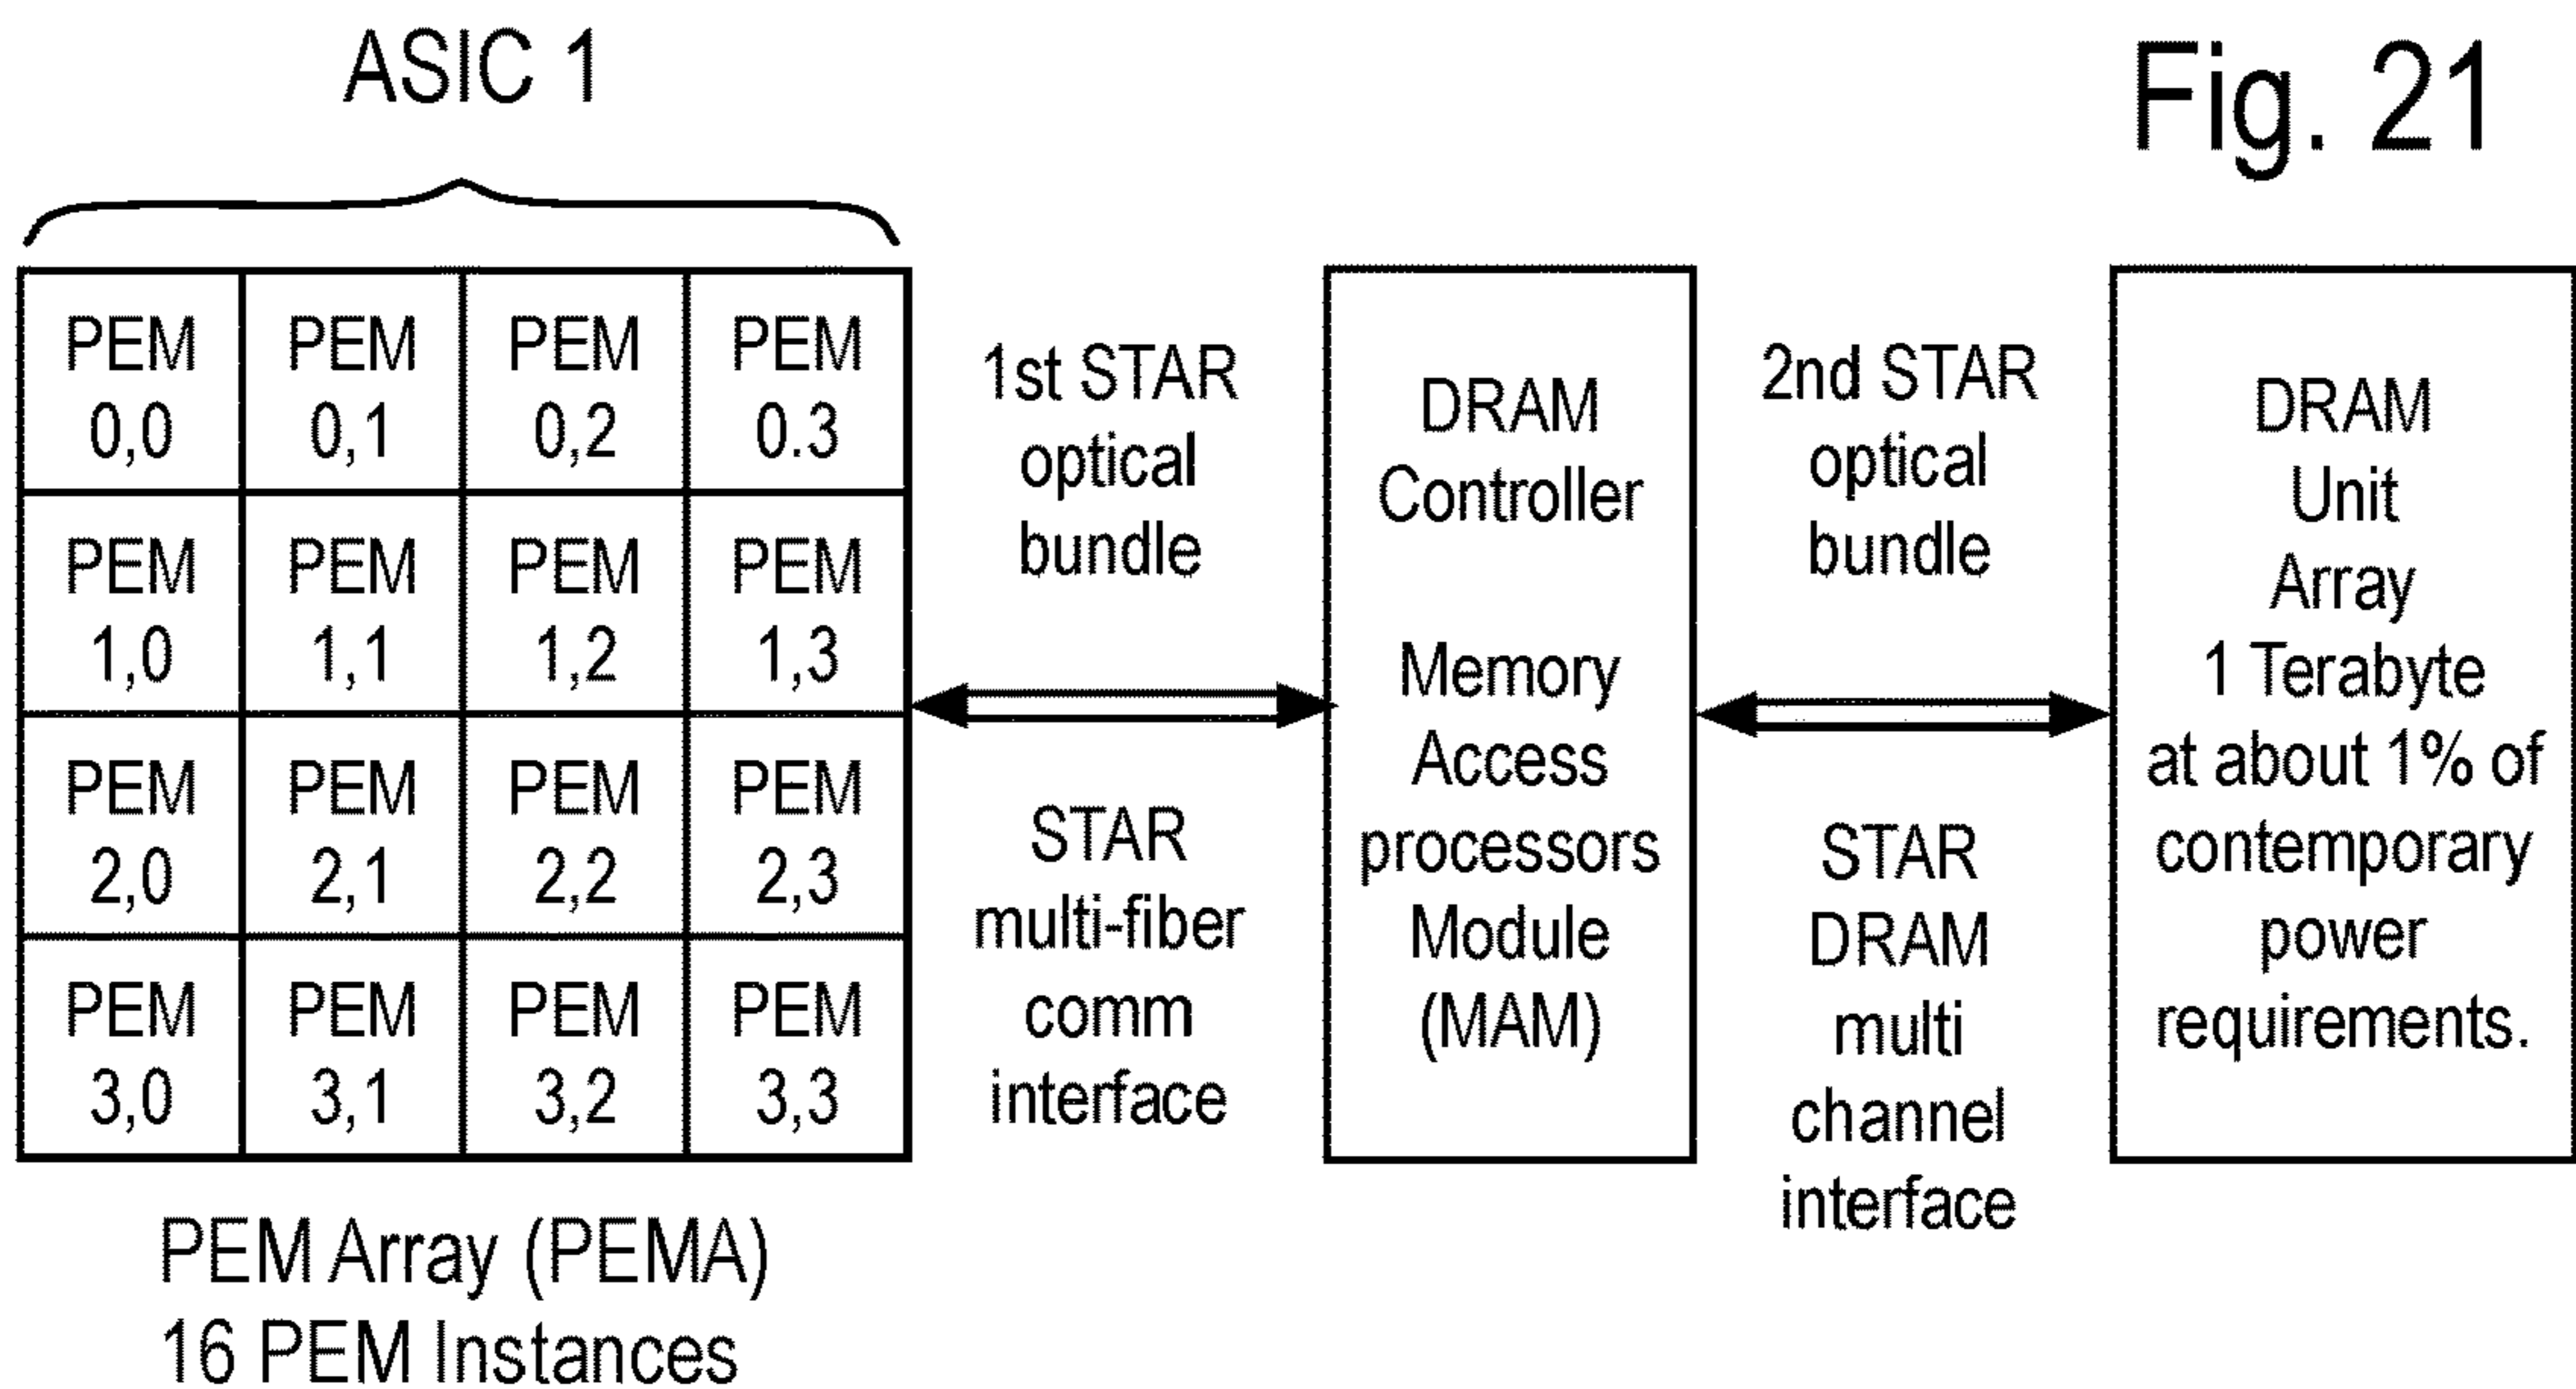 ASIC 1
Fig. 21
PEM PEM PEM PEM
0,0 0,1 0,2 0.3
PEM PEM PEM PEM
1,0 1,1 1,2 1,3
PEM PEM PEM PEM
2,0 2,1 2,2 2,3
PEM PEM PEM PEM
3,0 3,1 3,2 3,3
PEM Array (PEMA)
16 PEM Instances
1st STAR
optical
bundle
STAR
multi-fiber
comm
interface
DRAM
Controller
Memory
Access
processors
Module
(MAM)
2nd STAR
optical
bundle
STAR
DRAM
multi
channel
interface
DRAM
Unit
Array
1 Terabyte
at about 1% of
contemporary
power
requirements.